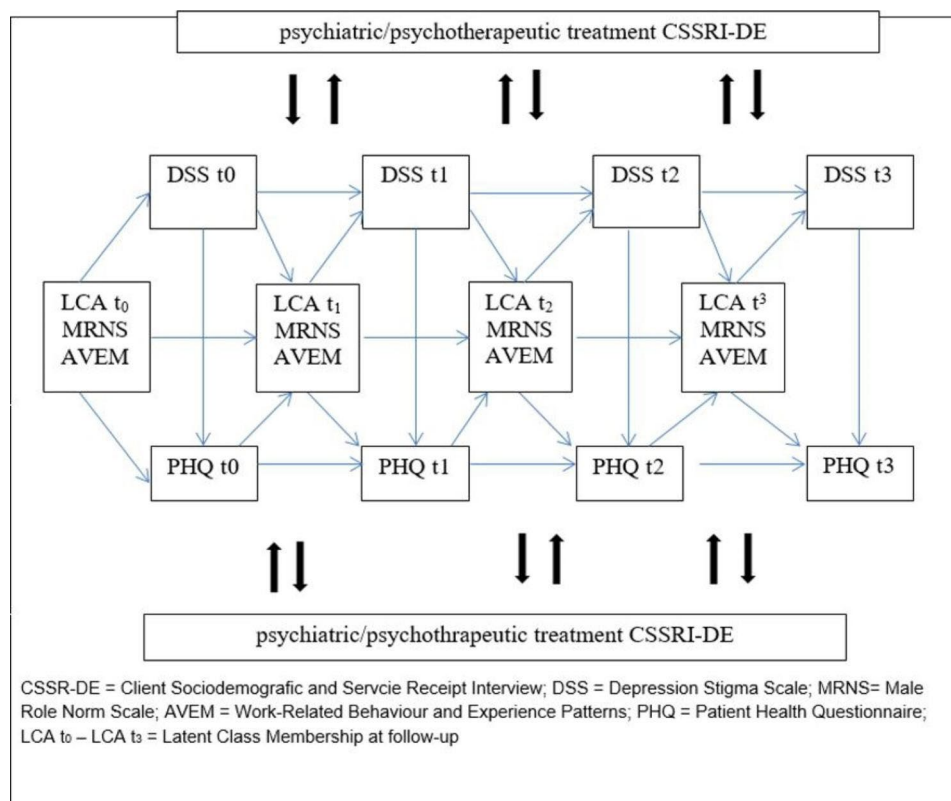 psychiatric/psychotherapeutic treatment CSSRI-DE
DSS t0
DSS t1
DSS t2
DSS t3
LCA t₀
MRNS
AVEM
LCA t₁
MRNS
AVEM
LCA t₂
MRNS
AVEM
LCA t³
MRNS
AVEM
PHQ t0
PHQ t1
PHQ t2
PHQ t3
psychiatric/psychothrapeutic treatment CSSRI-DE
CSSR-DE = Client Sociodemografic and Servcie Receipt Interview; DSS = Depression Stigma Scale; MRNS= Male
Role Norm Scale; AVEM = Work-Related Behaviour and Experience Patterns; PHQ = Patient Health Questionnaire;
LCA t₀ – LCA t₃ = Latent Class Membership at follow-up